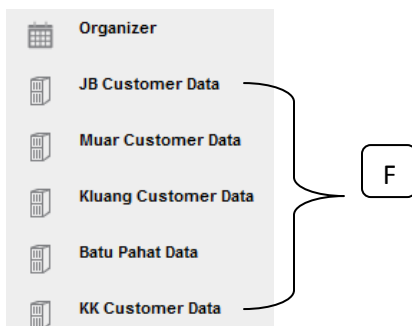 Organizer
JB Customer Data
Muar Customer Data
Kluang Customer Data
F
Batu Pahat Data
KK Customer Data